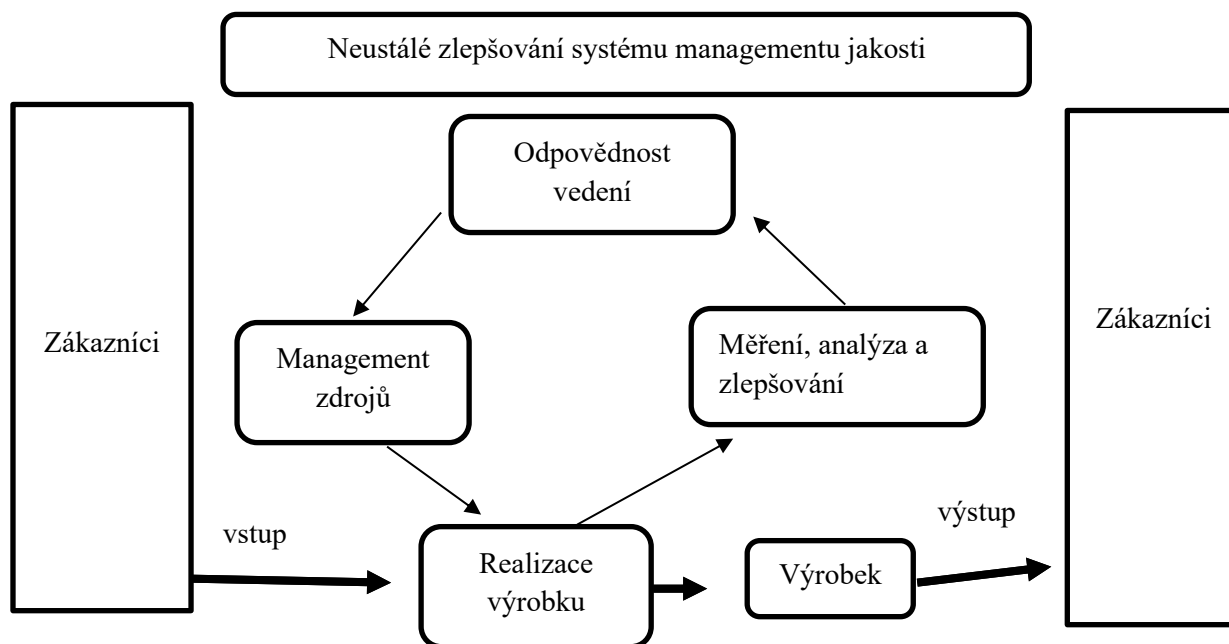 Neustálé zlepšování systému managementu jakosti
Odpovědnost
vedení
Zákazníci
Management
zdrojů
Měření, analýza a
zlepšování
Zákazníci
vstup
Realizace
výrobku
Výrobek
výstup